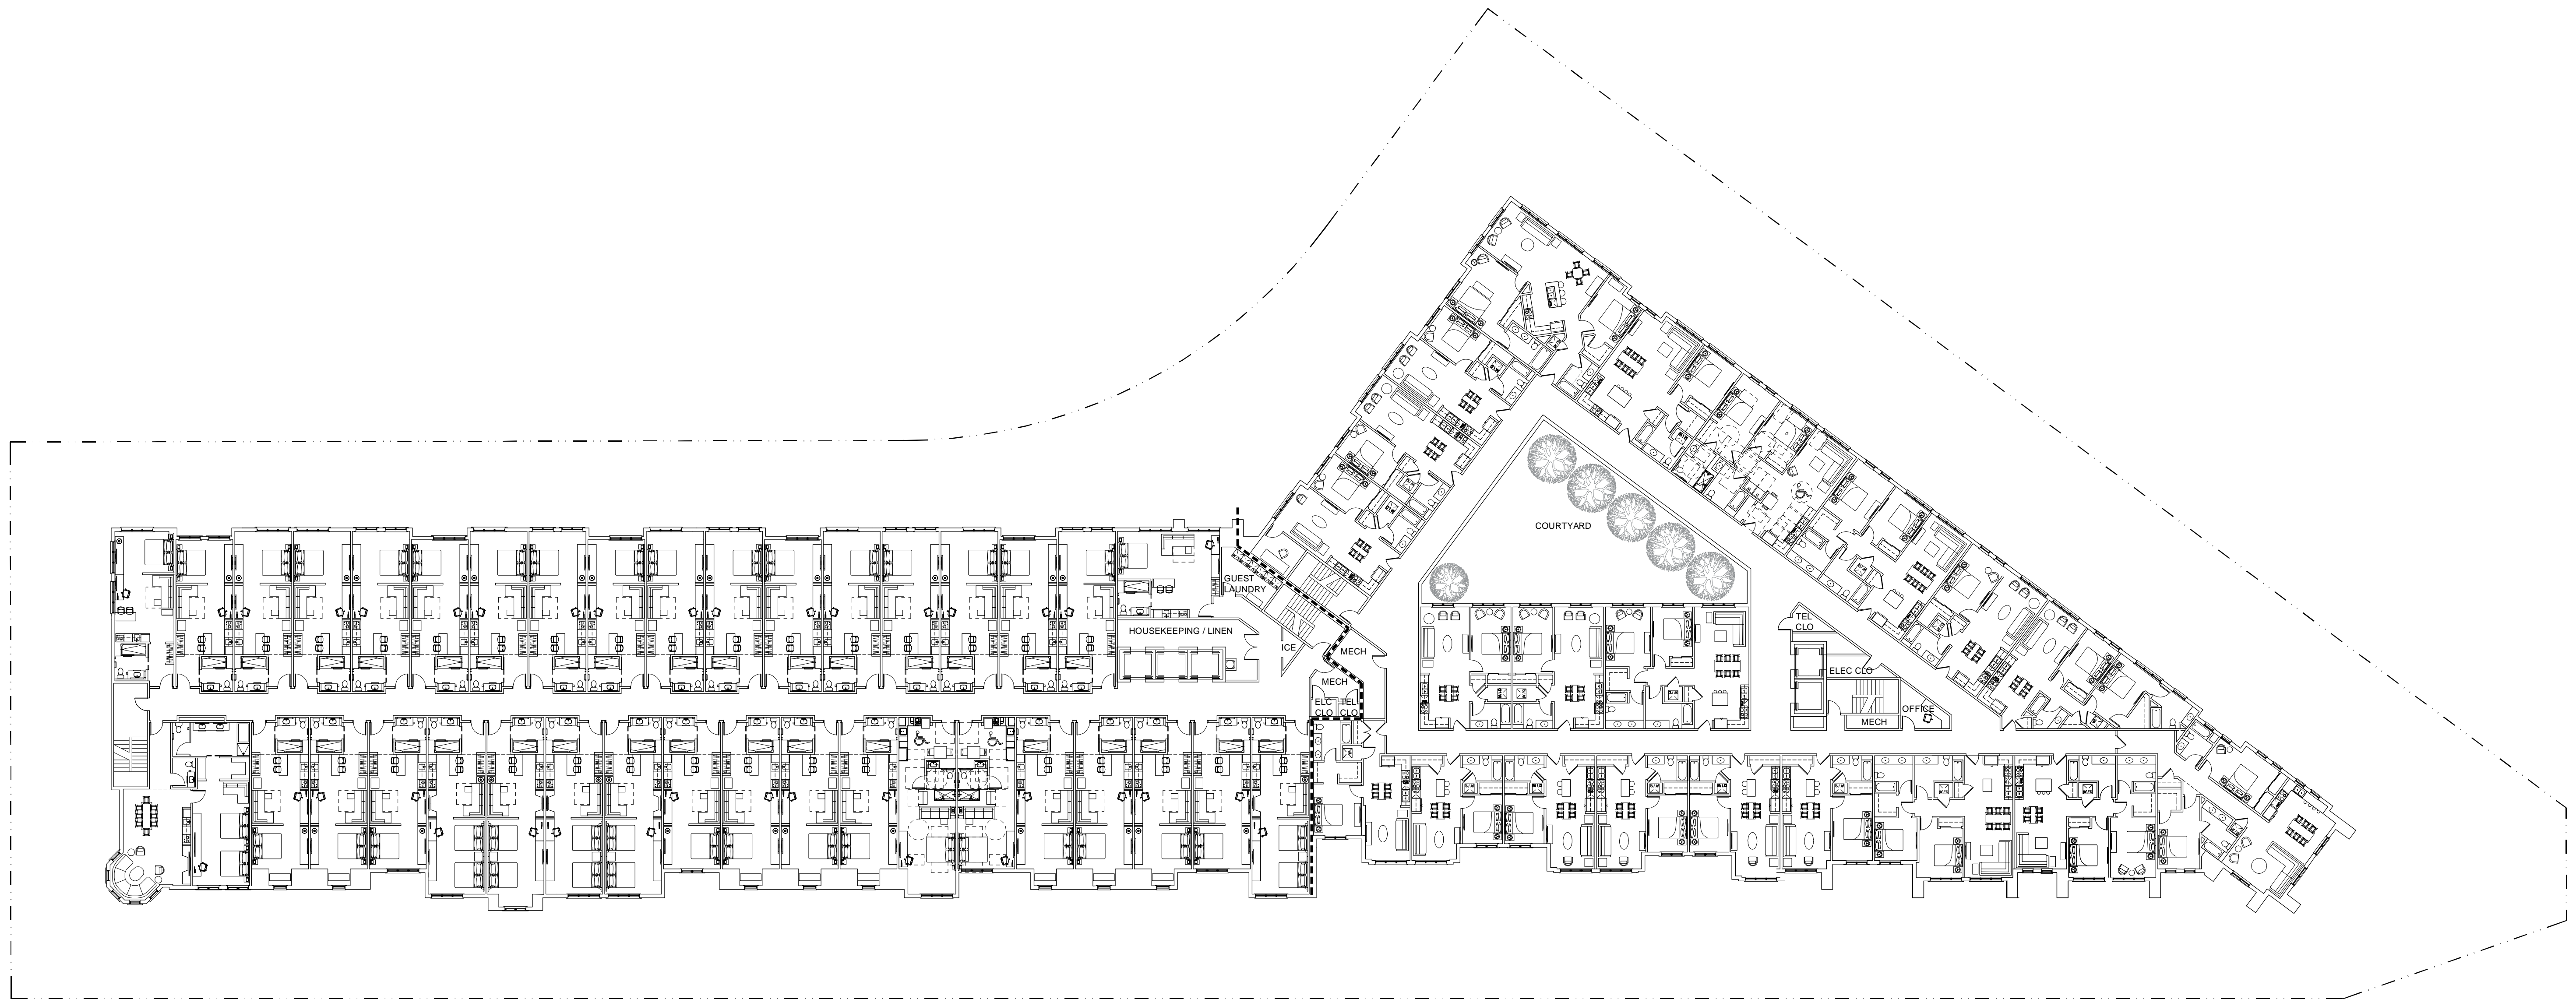 COURTYARD
GUEST
LAUNDRY
HOUSEKEEPING / LINEN
ICE
MECH
MECH
ELC
CLO
TEL
CLO
TEL
CLO
ELEC CLO
OFFICE
MECH